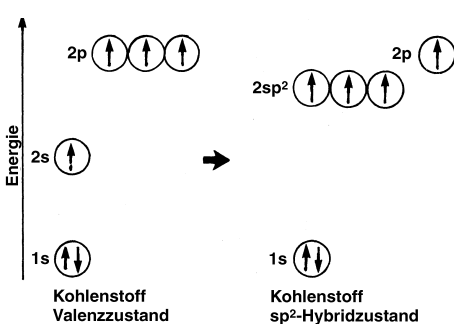 Energie
2p
2s
1s
Kohlenstoff
Valenzzustand
2p
2sp²
1s
Kohlenstoff
sp²-Hybridzustand